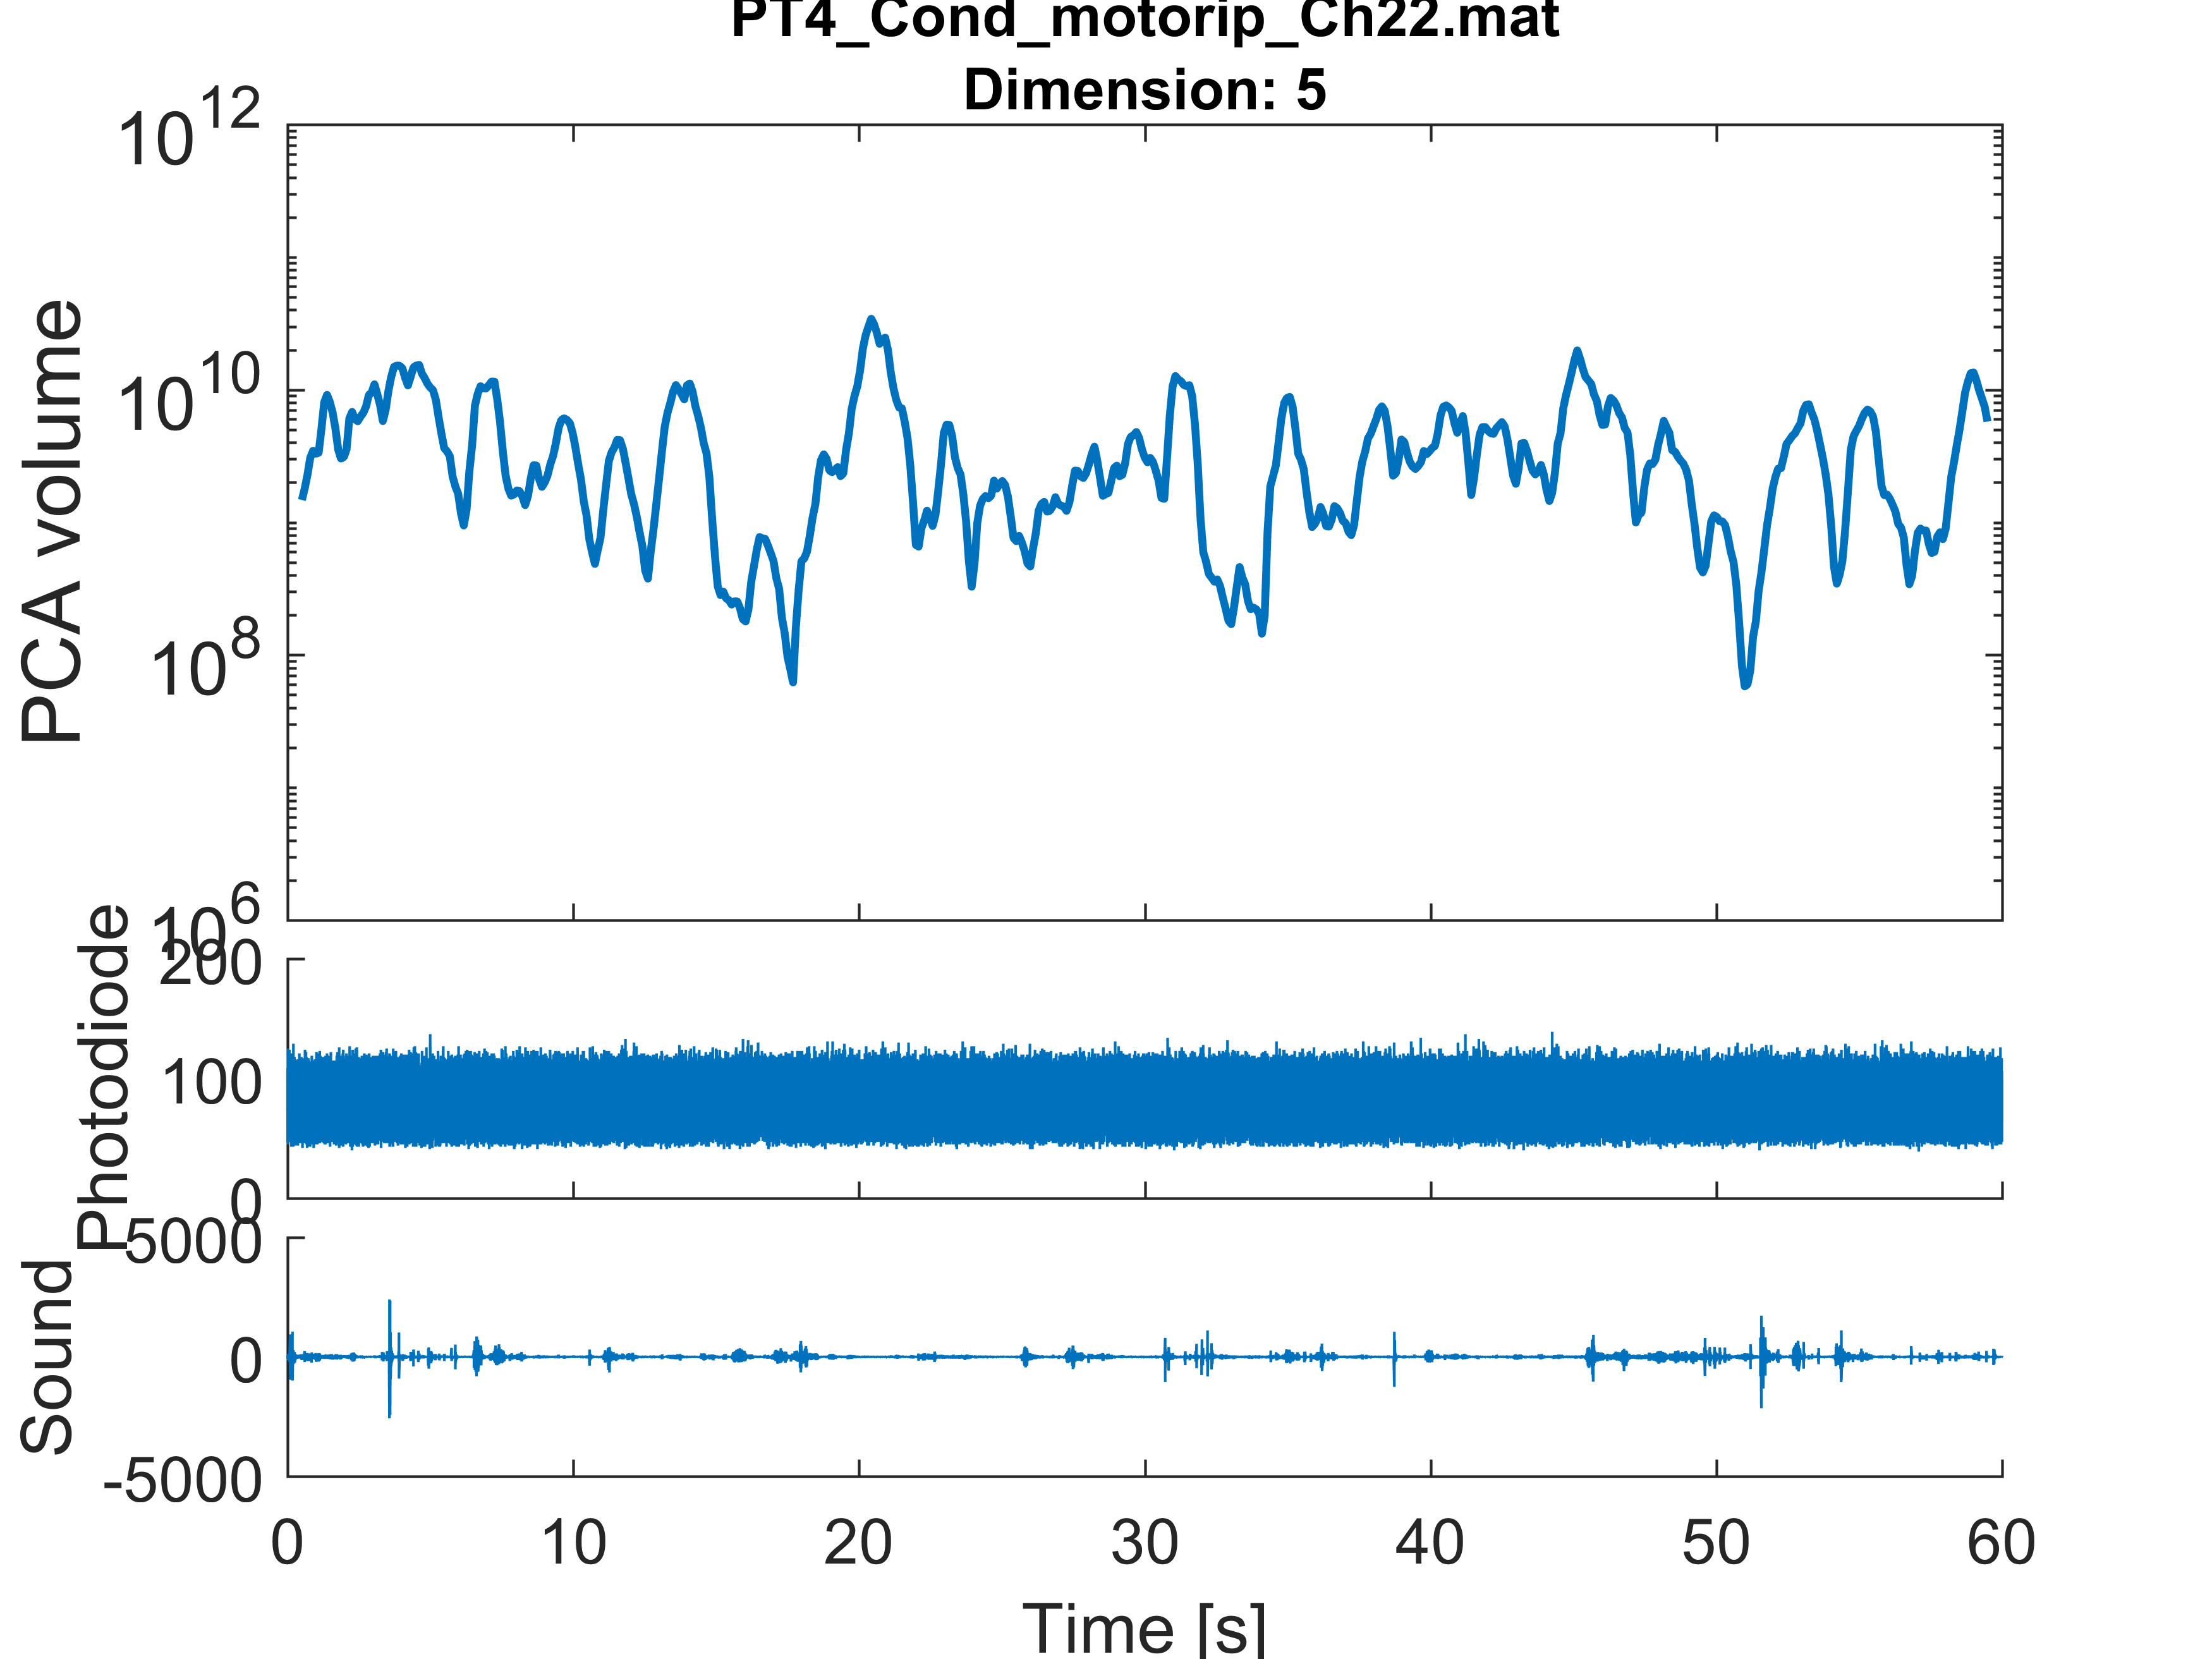 PT4_Cond_motorip_Ch22.mat
Dimension: 5
PCA volume
10^12
10^10
10^8
10^6
Photodiode
200
100
0
Sound
5000
0
-5000
0 10 20 30 40 50 60
Time [s]